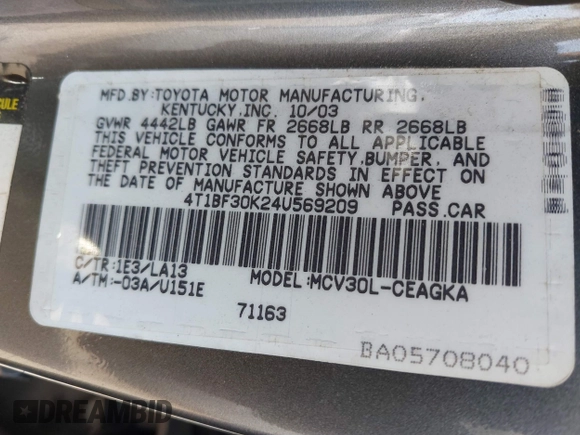 CULE
MFD.BY:TOYOTA MOTOR MANUFACTURING,
KENTUCKY,INC. 10/03
GVWR 4442LB GAWR FR 2668LB RR 2668LB
THIS VEHICLE CONFORMS TO ALL APPLICABLE
FEDERAL MOTOR VEHICLE SAFETY,BUMPER, AND
THEFT PREVENTION STANDARDS IN EFFECT ON
THE DATE OF MANUFACTURE SHOWN ABOVE
4T1BF30K24U569209 PASS.CAR
C/TR:1E3/LA13 MODEL:MCV30L-CEAGKA
A/TM:-03A/U151E
71163
BA05708040
DREAMBID